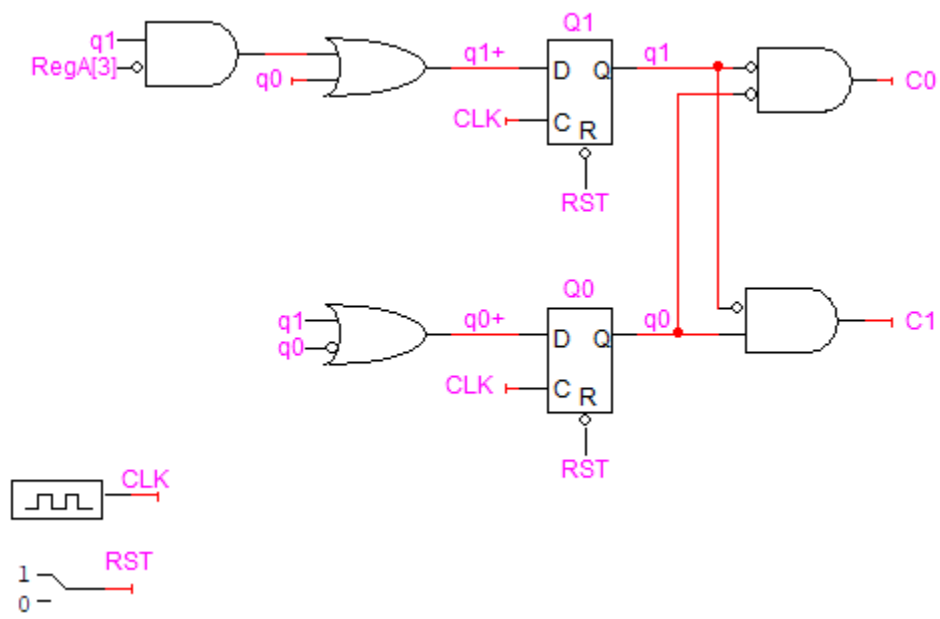 Q1
q1
RegA[3]
q0
q1+
D
Q
q1
C0
CLK
C
R
RST
Q0
q1
q0
q0+
D
Q
q0
C1
CLK
C
R
RST
CLK
RST
1
0